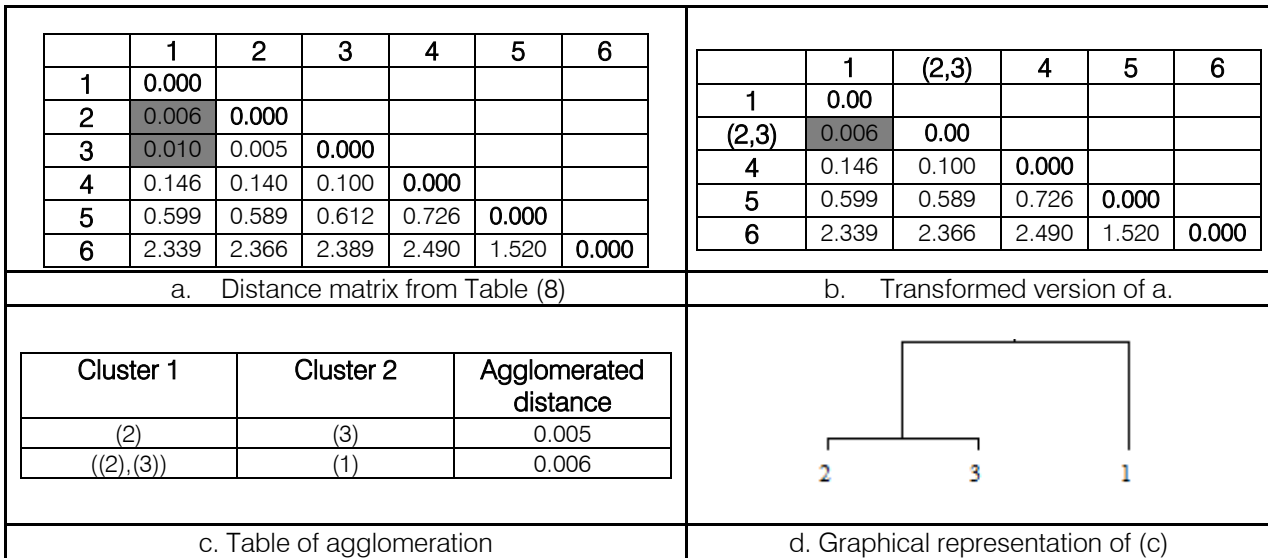 1 2 3 4 5 6
1 0.000
2 0.006 0.000
3 0.010 0.005 0.000
4 0.146 0.140 0.100 0.000
5 0.599 0.589 0.612 0.726 0.000
6 2.339 2.366 2.389 2.490 1.520 0.000
a. Distance matrix from Table (8)
1 (2,3) 4 5 6
1 0.00
(2,3) 0.006 0.00
4 0.146 0.100 0.000
5 0.599 0.589 0.726 0.000
6 2.339 2.366 2.490 1.520 0.000
b. Transformed version of a.
Cluster 1 Cluster 2 Agglomerated
distance
(2) (3) 0.005
((2),(3)) (1) 0.006
c. Table of agglomeration
2 3 1
d. Graphical representation of (c)